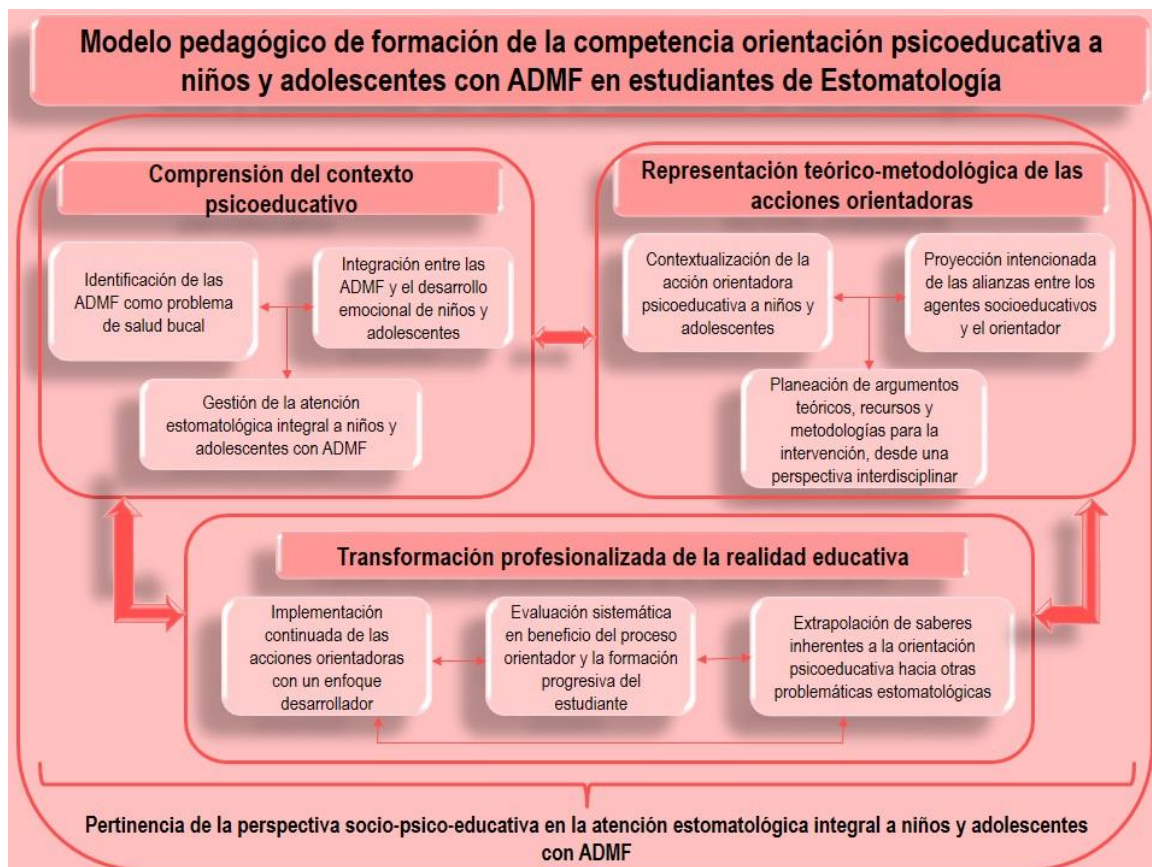 Modelo pedagógico de formación de la competencia orientación psicoeducativa a
niños y adolescentes con ADMF en estudiantes de Estomatología
Comprensión del contexto
psicoeducativo
Identificación de las
ADMF como problema
de salud bucal
Integración entre las
ADMF y el desarrollo
emocional de niños y
adolescentes
Gestión de la atención
estomatológica integral a niños y
adolescentes con ADMF
Representación teórico-metodológica de las
acciones orientadoras
Contextualización de la
acción orientadora
psicoeducativa a niños y
adolescentes
Proyección intencionada
de las alianzas entre los
agentes socioeducativos
y el orientador
Planeación de argumentos
teóricos, recursos y
metodologías para la
intervención, desde una
perspectiva interdisciplinar
Transformación profesionalizada de la realidad educativa
Implementación
continuada de las
acciones orientadoras
con un enfoque
desarrollador
Evaluación sistemática
en beneficio del proceso
orientador y la formación
progresiva del
estudiante
Extrapolación de saberes
inherentes a la orientación
psicoeducativa hacia otras
problemáticas estomatológicas
Pertinencia de la perspectiva socio-psico-educativa en la atención estomatológica integral a niños y adolescentes
con ADMF